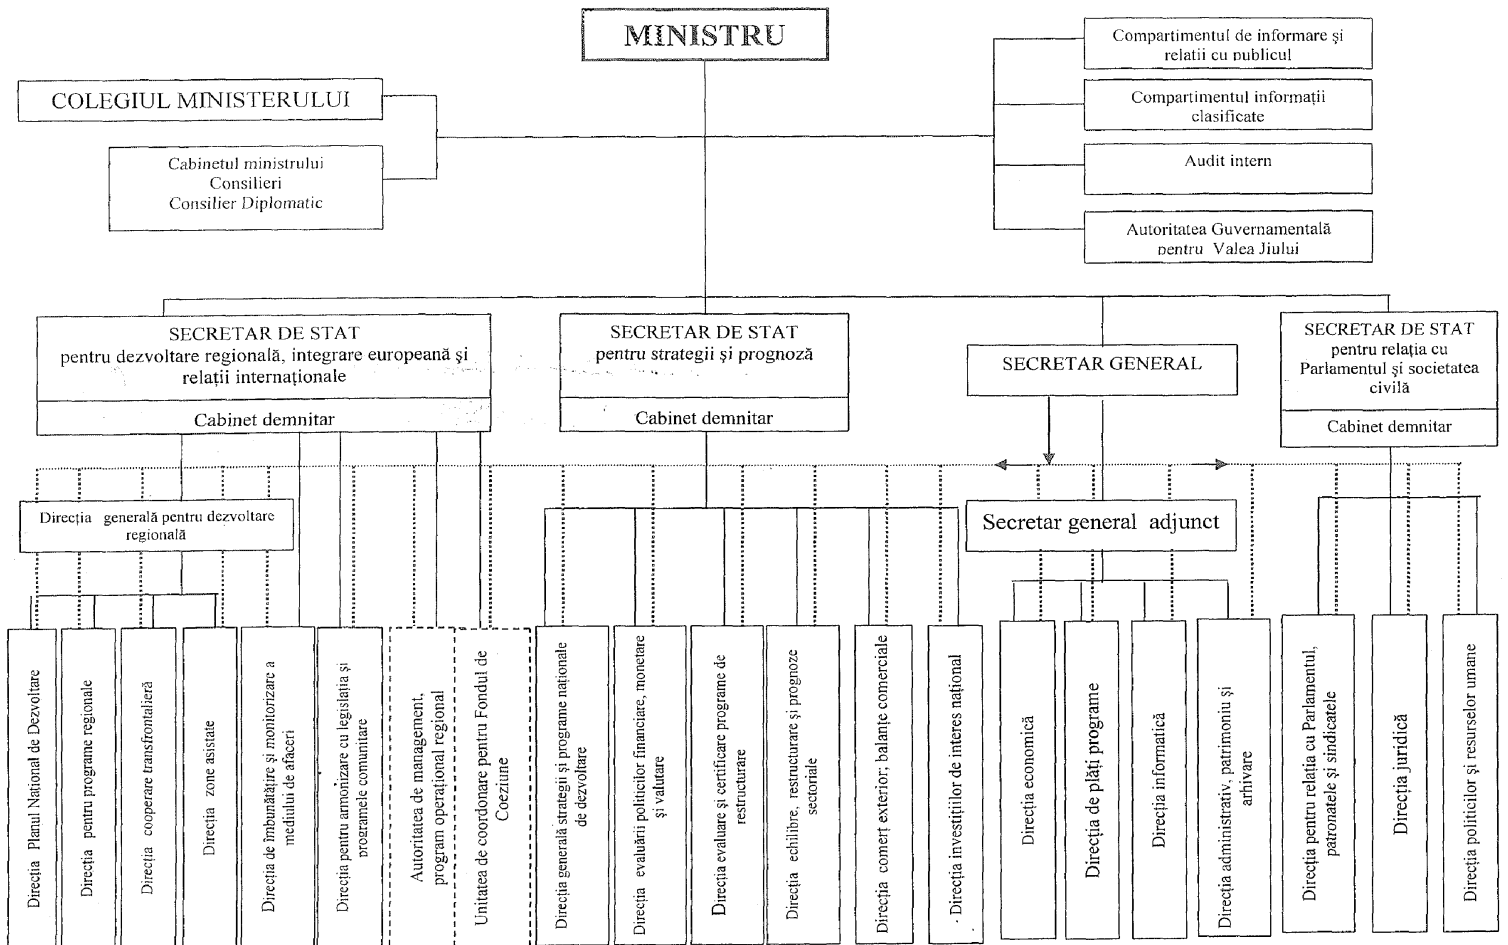 MINISTRU
Compartimentul de informare şi
relatii cu publicul
COLEGIUL MINISTERULUI
Compartimentul informaţii
clasificate
Cabinetul ministrului
Consilieri
Consilier Diplomatic
Audit intern
Autoritatea Guvernamentală
pentru Valea Jiului
SECRETAR DE STAT
pentru dezvoltare regională, integrare europeană şi
relaţii internaţionale
Cabinet demnitar
SECRETAR DE STAT
pentru strategii şi prognoză
Cabinet demnitar
SECRETAR GENERAL
SECRETAR DE STAT
pentru relaţia cu
Parlamentul şi societatea
civilă
Cabinet demnitar
Direcţia generală pentru dezvoltare
regională
Secretar general adjunct
Direcţia Planul Naţional de Dezvoltare
Direcţia pentru programe regionale
Direcţia cooperare transfrontalieră
Direcţia zone asistate
Direcţia de îmbunătăţire şi monitorizare a
mediului de afaceri
Direcţia pentru armonizare cu legislaţia şi
programele comunitare
Autoritatea de management,
program operaţional regional
Unitatea de coordonare pentru Fondul de
Coeziune
Direcţia generală strategii şi programe naţionale
de dezvoltare
Direcţia evaluării politicilor financiare, monetare
şi valutare
Direcţia evaluare şi certificare programe de
restructurare
Direcţia echilibre, restructurare şi prognoze
sectoriale
Direcţia comerţ exterior; balanţe comerciale
Direcţia investiţiilor de interes naţional
Direcţia economică
Direcţia de plăţi programe
Direcţia informatică
Direcţia administrativ, patrimoniu şi
arhivare
Direcţia pentru relatia cu Parlamentul,
patronatele şi sindicatele
Direcţia juridică
Direcţia politicilor şi resurselor umane